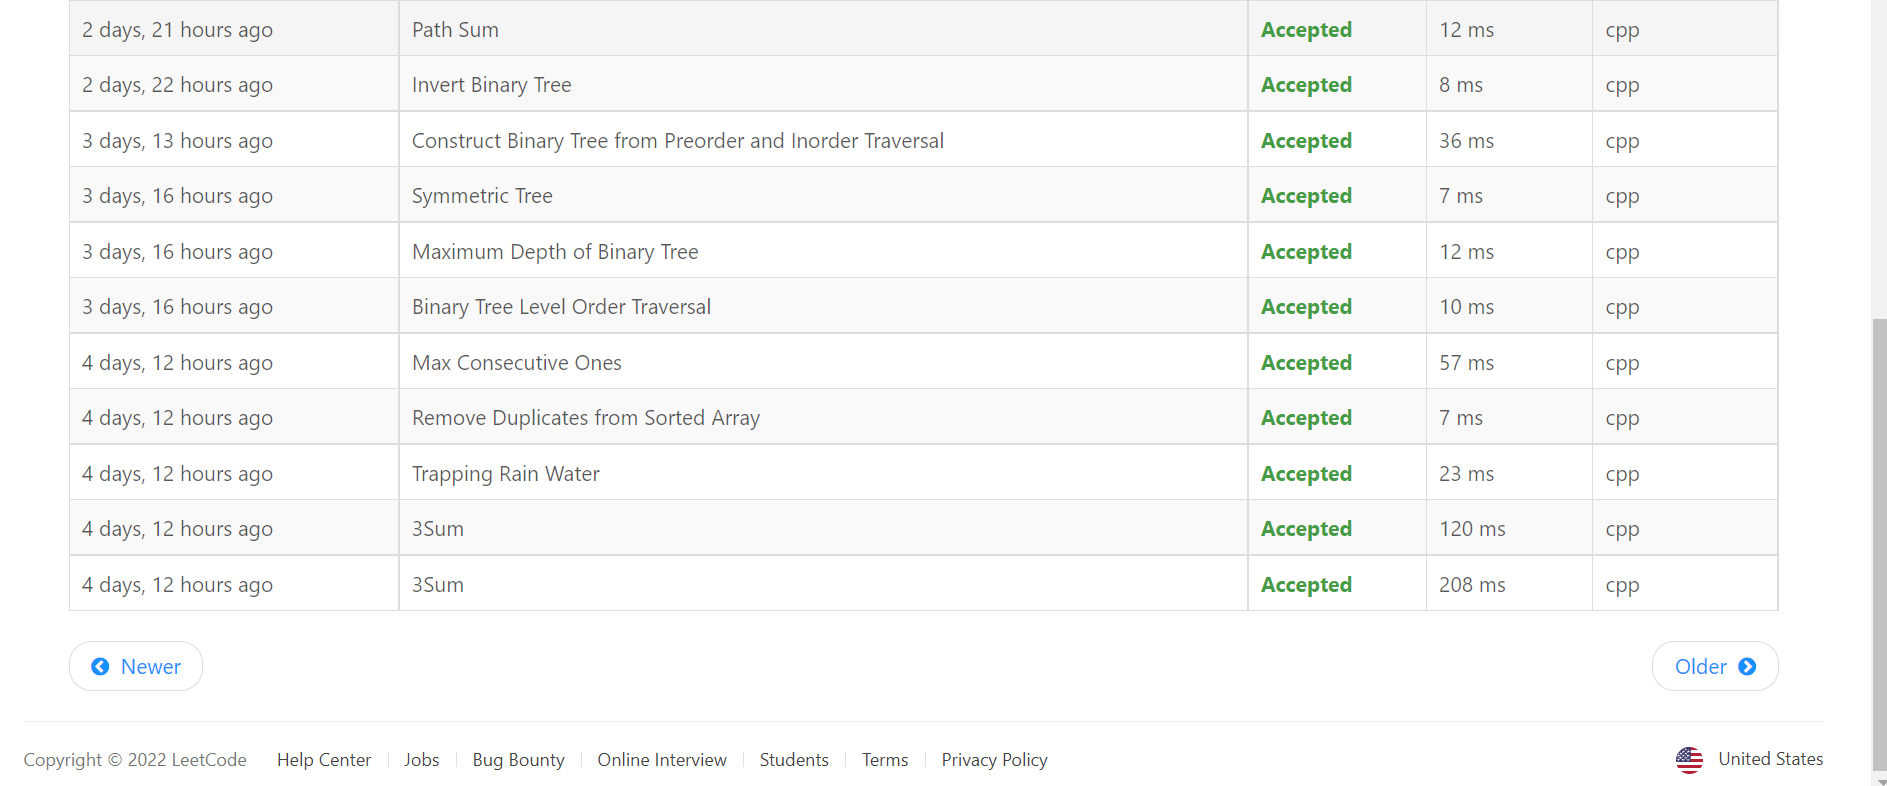 2 days, 21 hours ago Path Sum Accepted 12 ms cpp
2 days, 22 hours ago Invert Binary Tree Accepted 8 ms cpp
3 days, 13 hours ago Construct Binary Tree from Preorder and Inorder Traversal Accepted 36 ms cpp
3 days, 16 hours ago Symmetric Tree Accepted 7 ms cpp
3 days, 16 hours ago Maximum Depth of Binary Tree Accepted 12 ms cpp
3 days, 16 hours ago Binary Tree Level Order Traversal Accepted 10 ms cpp
4 days, 12 hours ago Max Consecutive Ones Accepted 57 ms cpp
4 days, 12 hours ago Remove Duplicates from Sorted Array Accepted 7 ms cpp
4 days, 12 hours ago Trapping Rain Water Accepted 23 ms cpp
4 days, 12 hours ago 3Sum Accepted 120 ms cpp
4 days, 12 hours ago 3Sum Accepted 208 ms cpp
Newer Older
Copyright © 2022 LeetCode Help Center Jobs Bug Bounty Online Interview Students Terms Privacy Policy United States